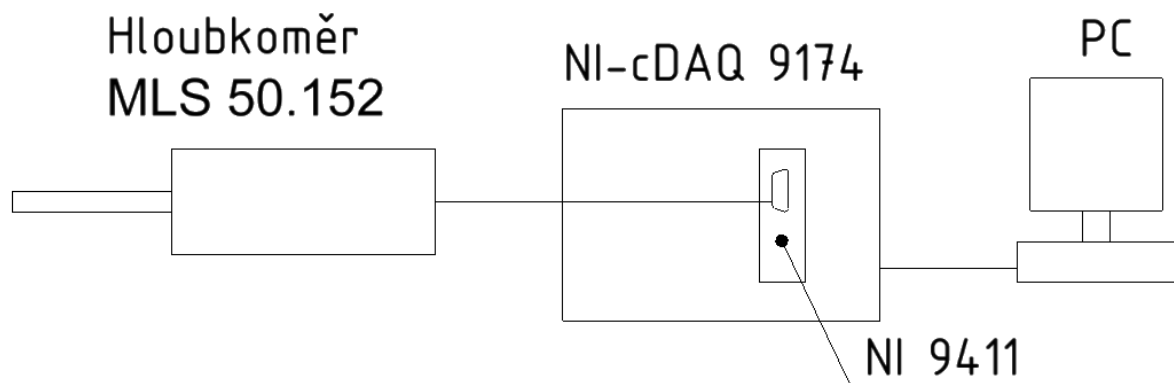 Hloubkoměr
MLS 50.152
NI-cDAQ 9174
PC
NI 9411